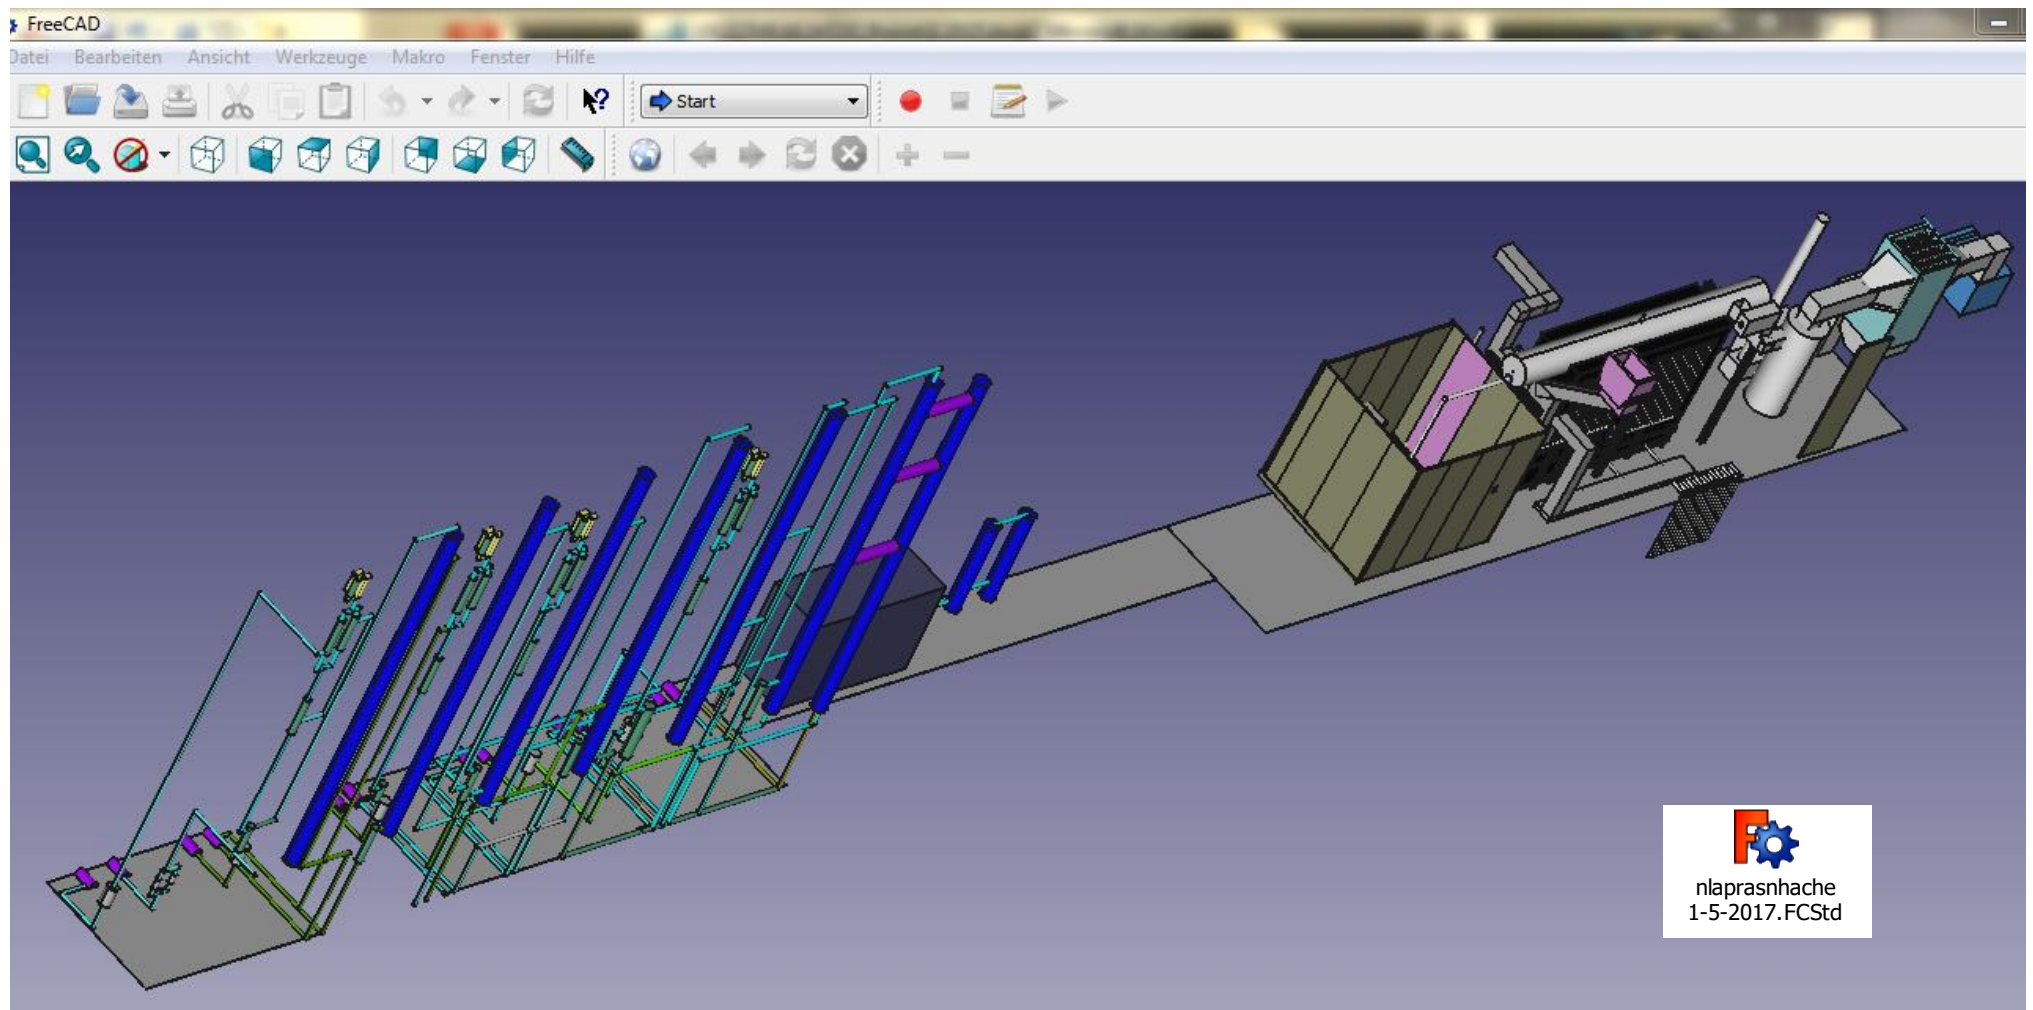 FreeCAD
Datei Bearbeiten Ansicht Werkzeuge Makro Fenster Hilfe
Start
nlaprasnhache
1-5-2017.FCStd